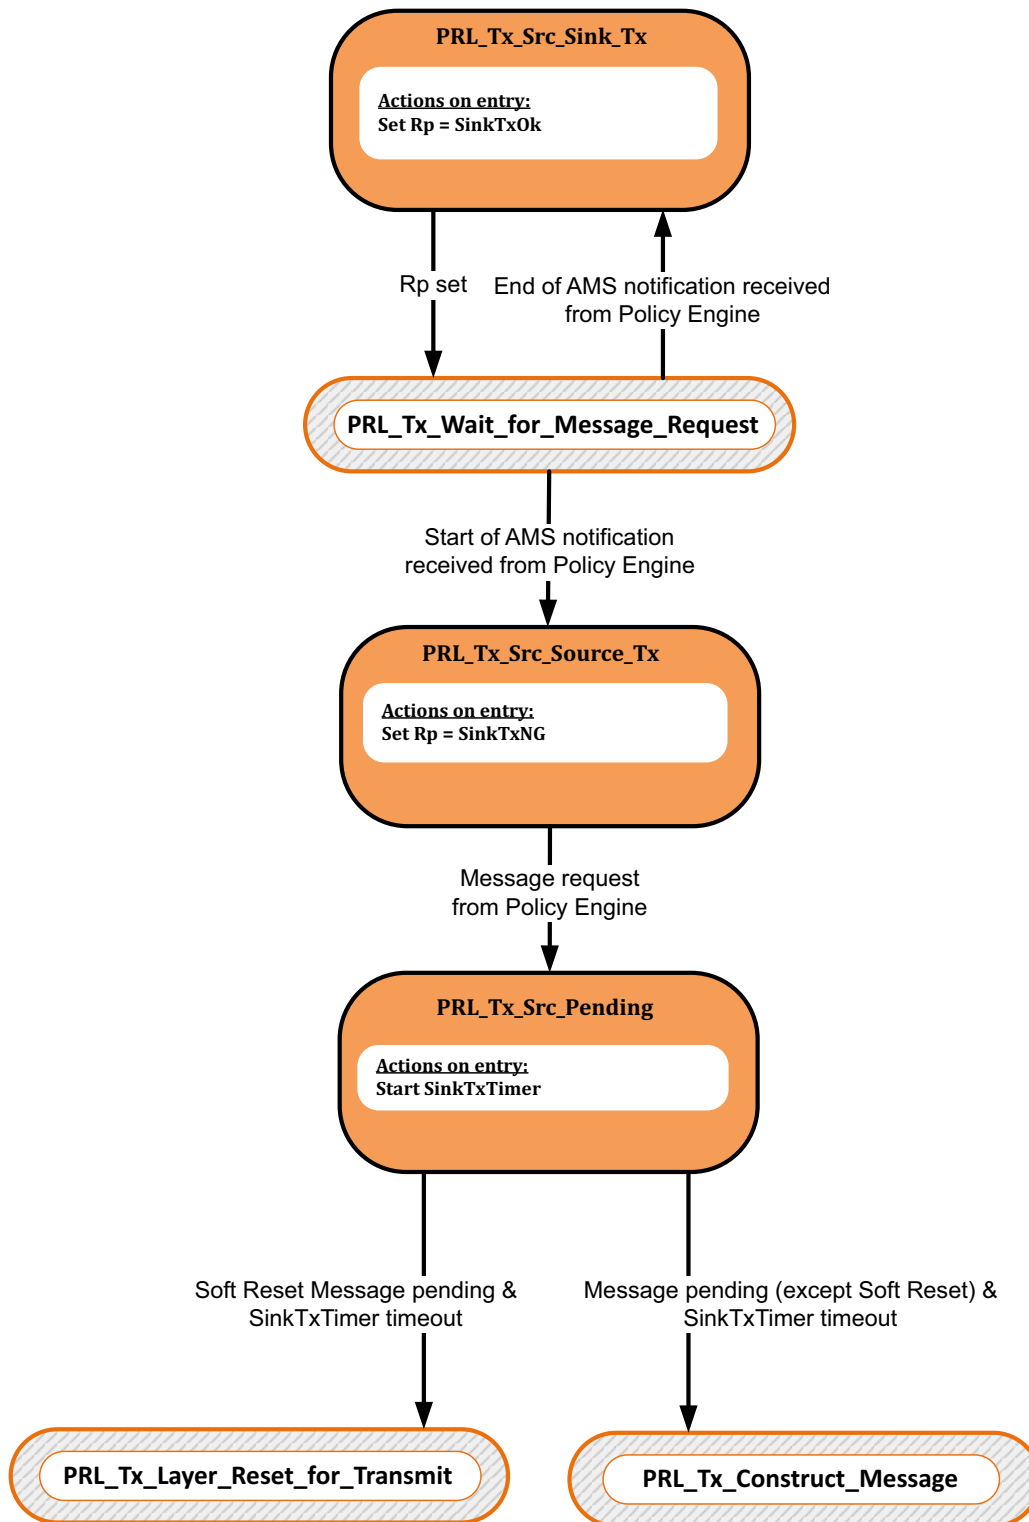 PRL_Tx_Src_Sink_Tx
Actions on entry:
Set Rp = SinkTxOk
Rp set
End of AMS notification received
from Policy Engine
PRL_Tx_Wait_for_Message_Request
Start of AMS notification
received from Policy Engine
PRL_Tx_Src_Source_Tx
Actions on entry:
Set Rp = SinkTxNG
Message request
from Policy Engine
PRL_Tx_Src_Pending
Actions on entry:
Start SinkTxTimer
Soft Reset Message pending &
SinkTxTimer timeout
Message pending (except Soft Reset) &
SinkTxTimer timeout
PRL_Tx_Layer_Reset_for_Transmit
PRL_Tx_Construct_Message